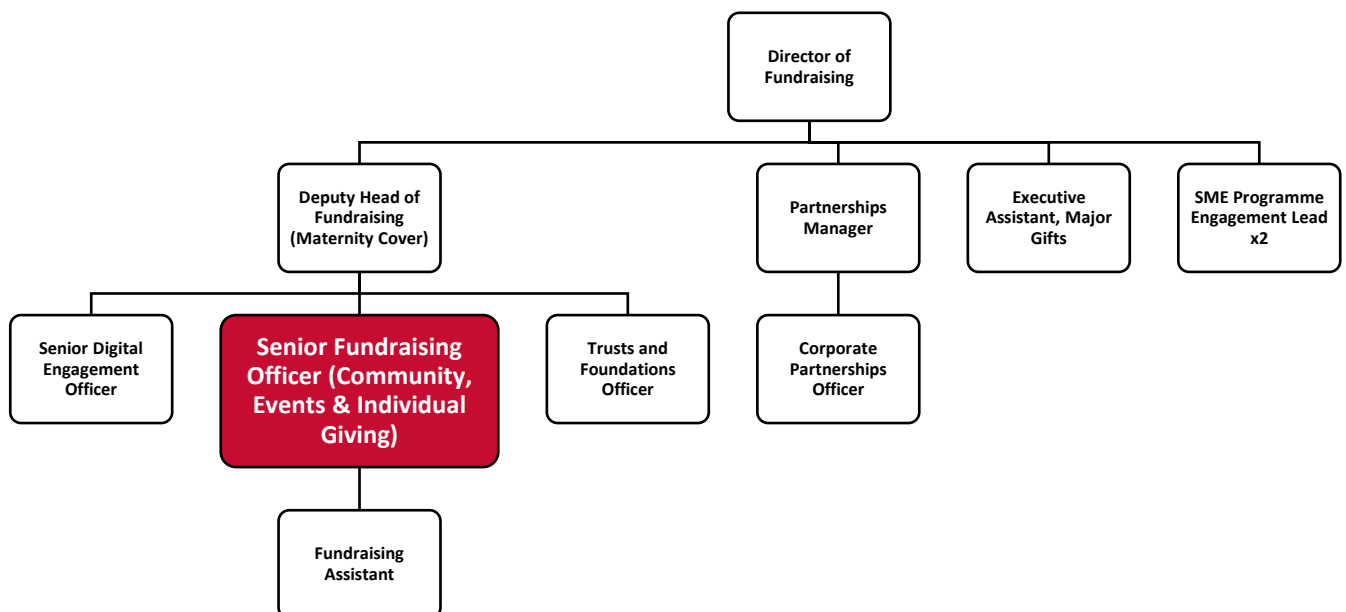 Director of
Fundraising
Deputy Head of
Fundraising
(Maternity Cover)
Partnerships
Manager
Executive
Assistant, Major
Gifts
SME Programme
Engagement Lead
x2
Senior Digital
Engagement
Officer
Senior Fundraising
Officer (Community,
Events & Individual
Giving)
Trusts and
Foundations
Officer
Corporate
Partnerships
Officer
Fundraising
Assistant